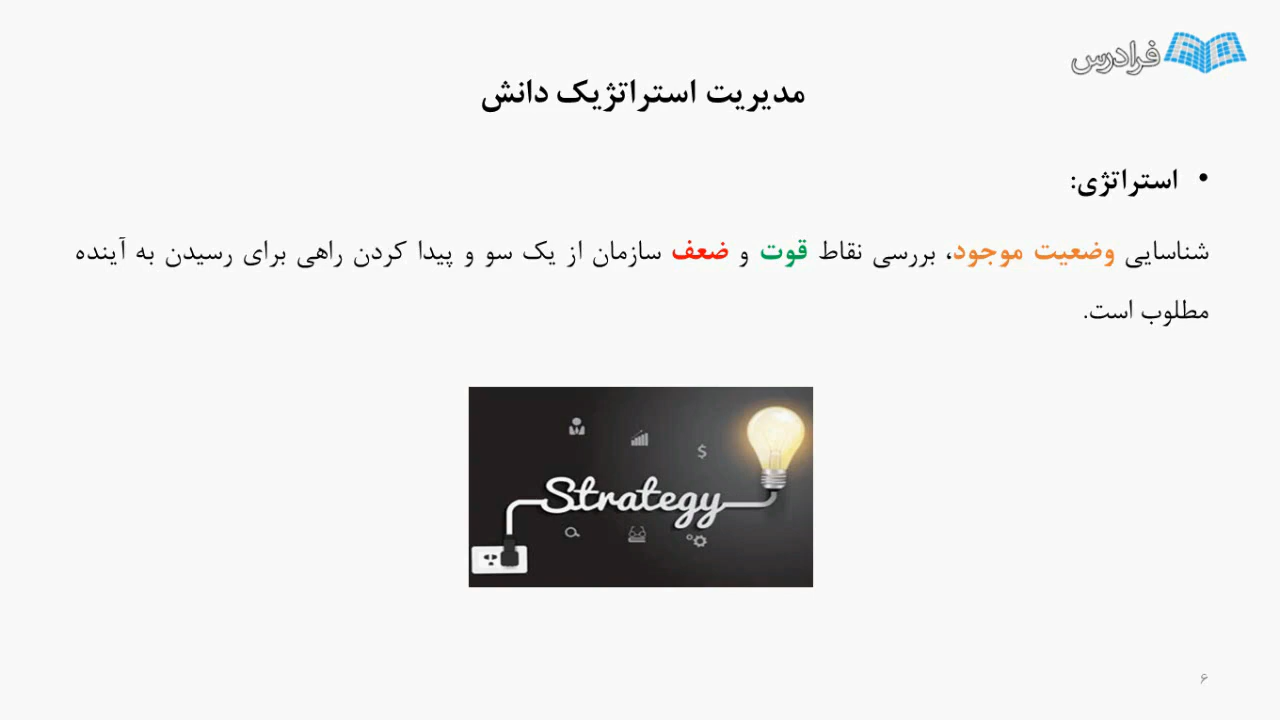 فرادرس
مدیریت استراتژیک دانش
• استراتژی:
شناسایی وضعیت موجود، بررسی نقاط قوت و ضعف سازمان از یک سو و پیدا کردن راهی برای رسیدن به آینده
مطلوب است.
$
Strategy
۶